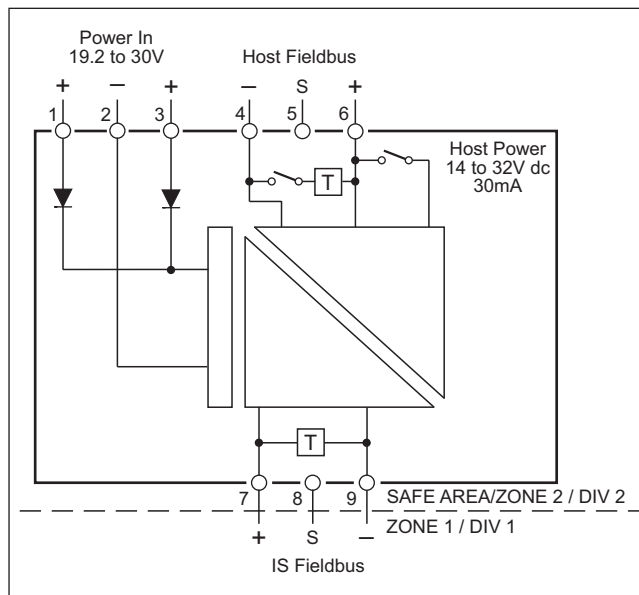 Power In
19.2 to 30V
Host Fieldbus
+ − + − S +
1 2 3 4 5 6
Host Power
14 to 32V dc
30mA
T
T
7 8 9
SAFE AREA/ZONE 2 / DIV 2
ZONE 1 / DIV 1
+ S −
IS Fieldbus